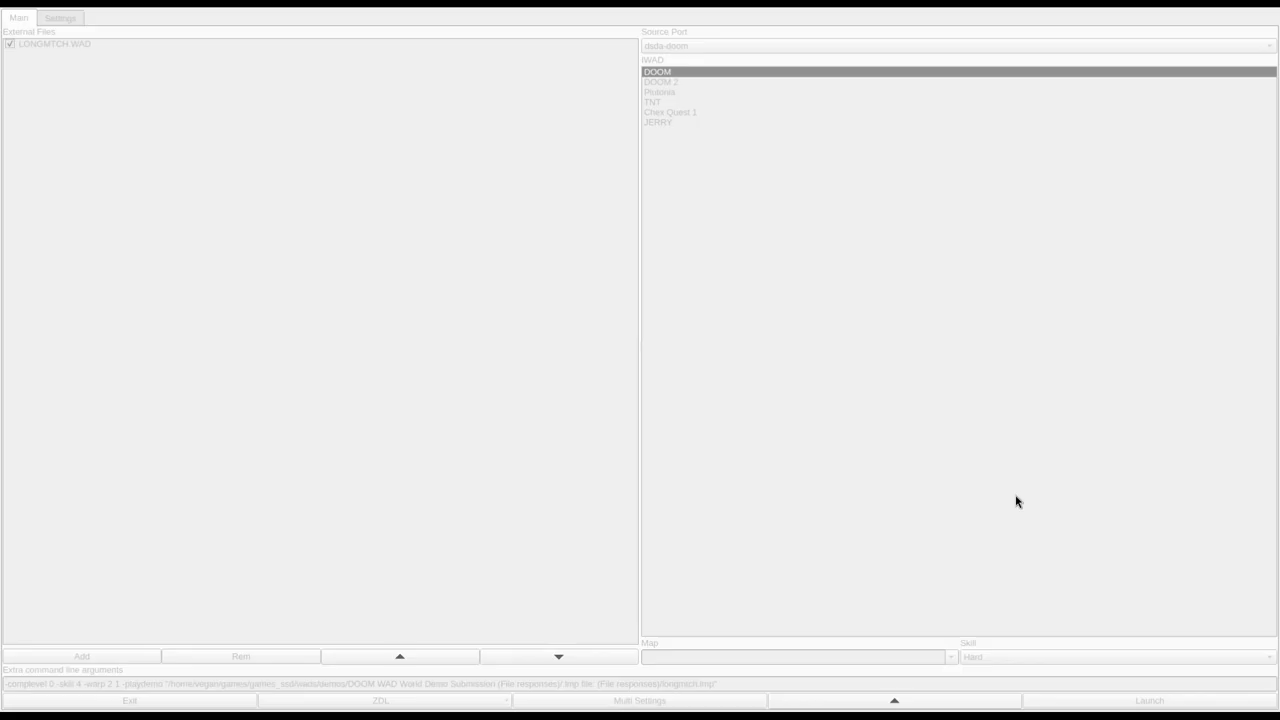 Main Settings
External Files
LONGMTCH WAD
Source Port
dsda-doom
IWAD
DOOM
DOOM 2
Plutonia
TNT
Chex Quest 1
JERRY
Map Skill
Hard
Add Rem
Extra command line arguments
-complevel 0 -skill 4 -warp 2 1 -playdemo "/home/vegan/games/games_ssd/wads/demos/DOOM WAD World Demo Submission (File responses)/.lmp file: (File responses)/longmtch.lmp"
Exit ZDL Multi Settings Launch